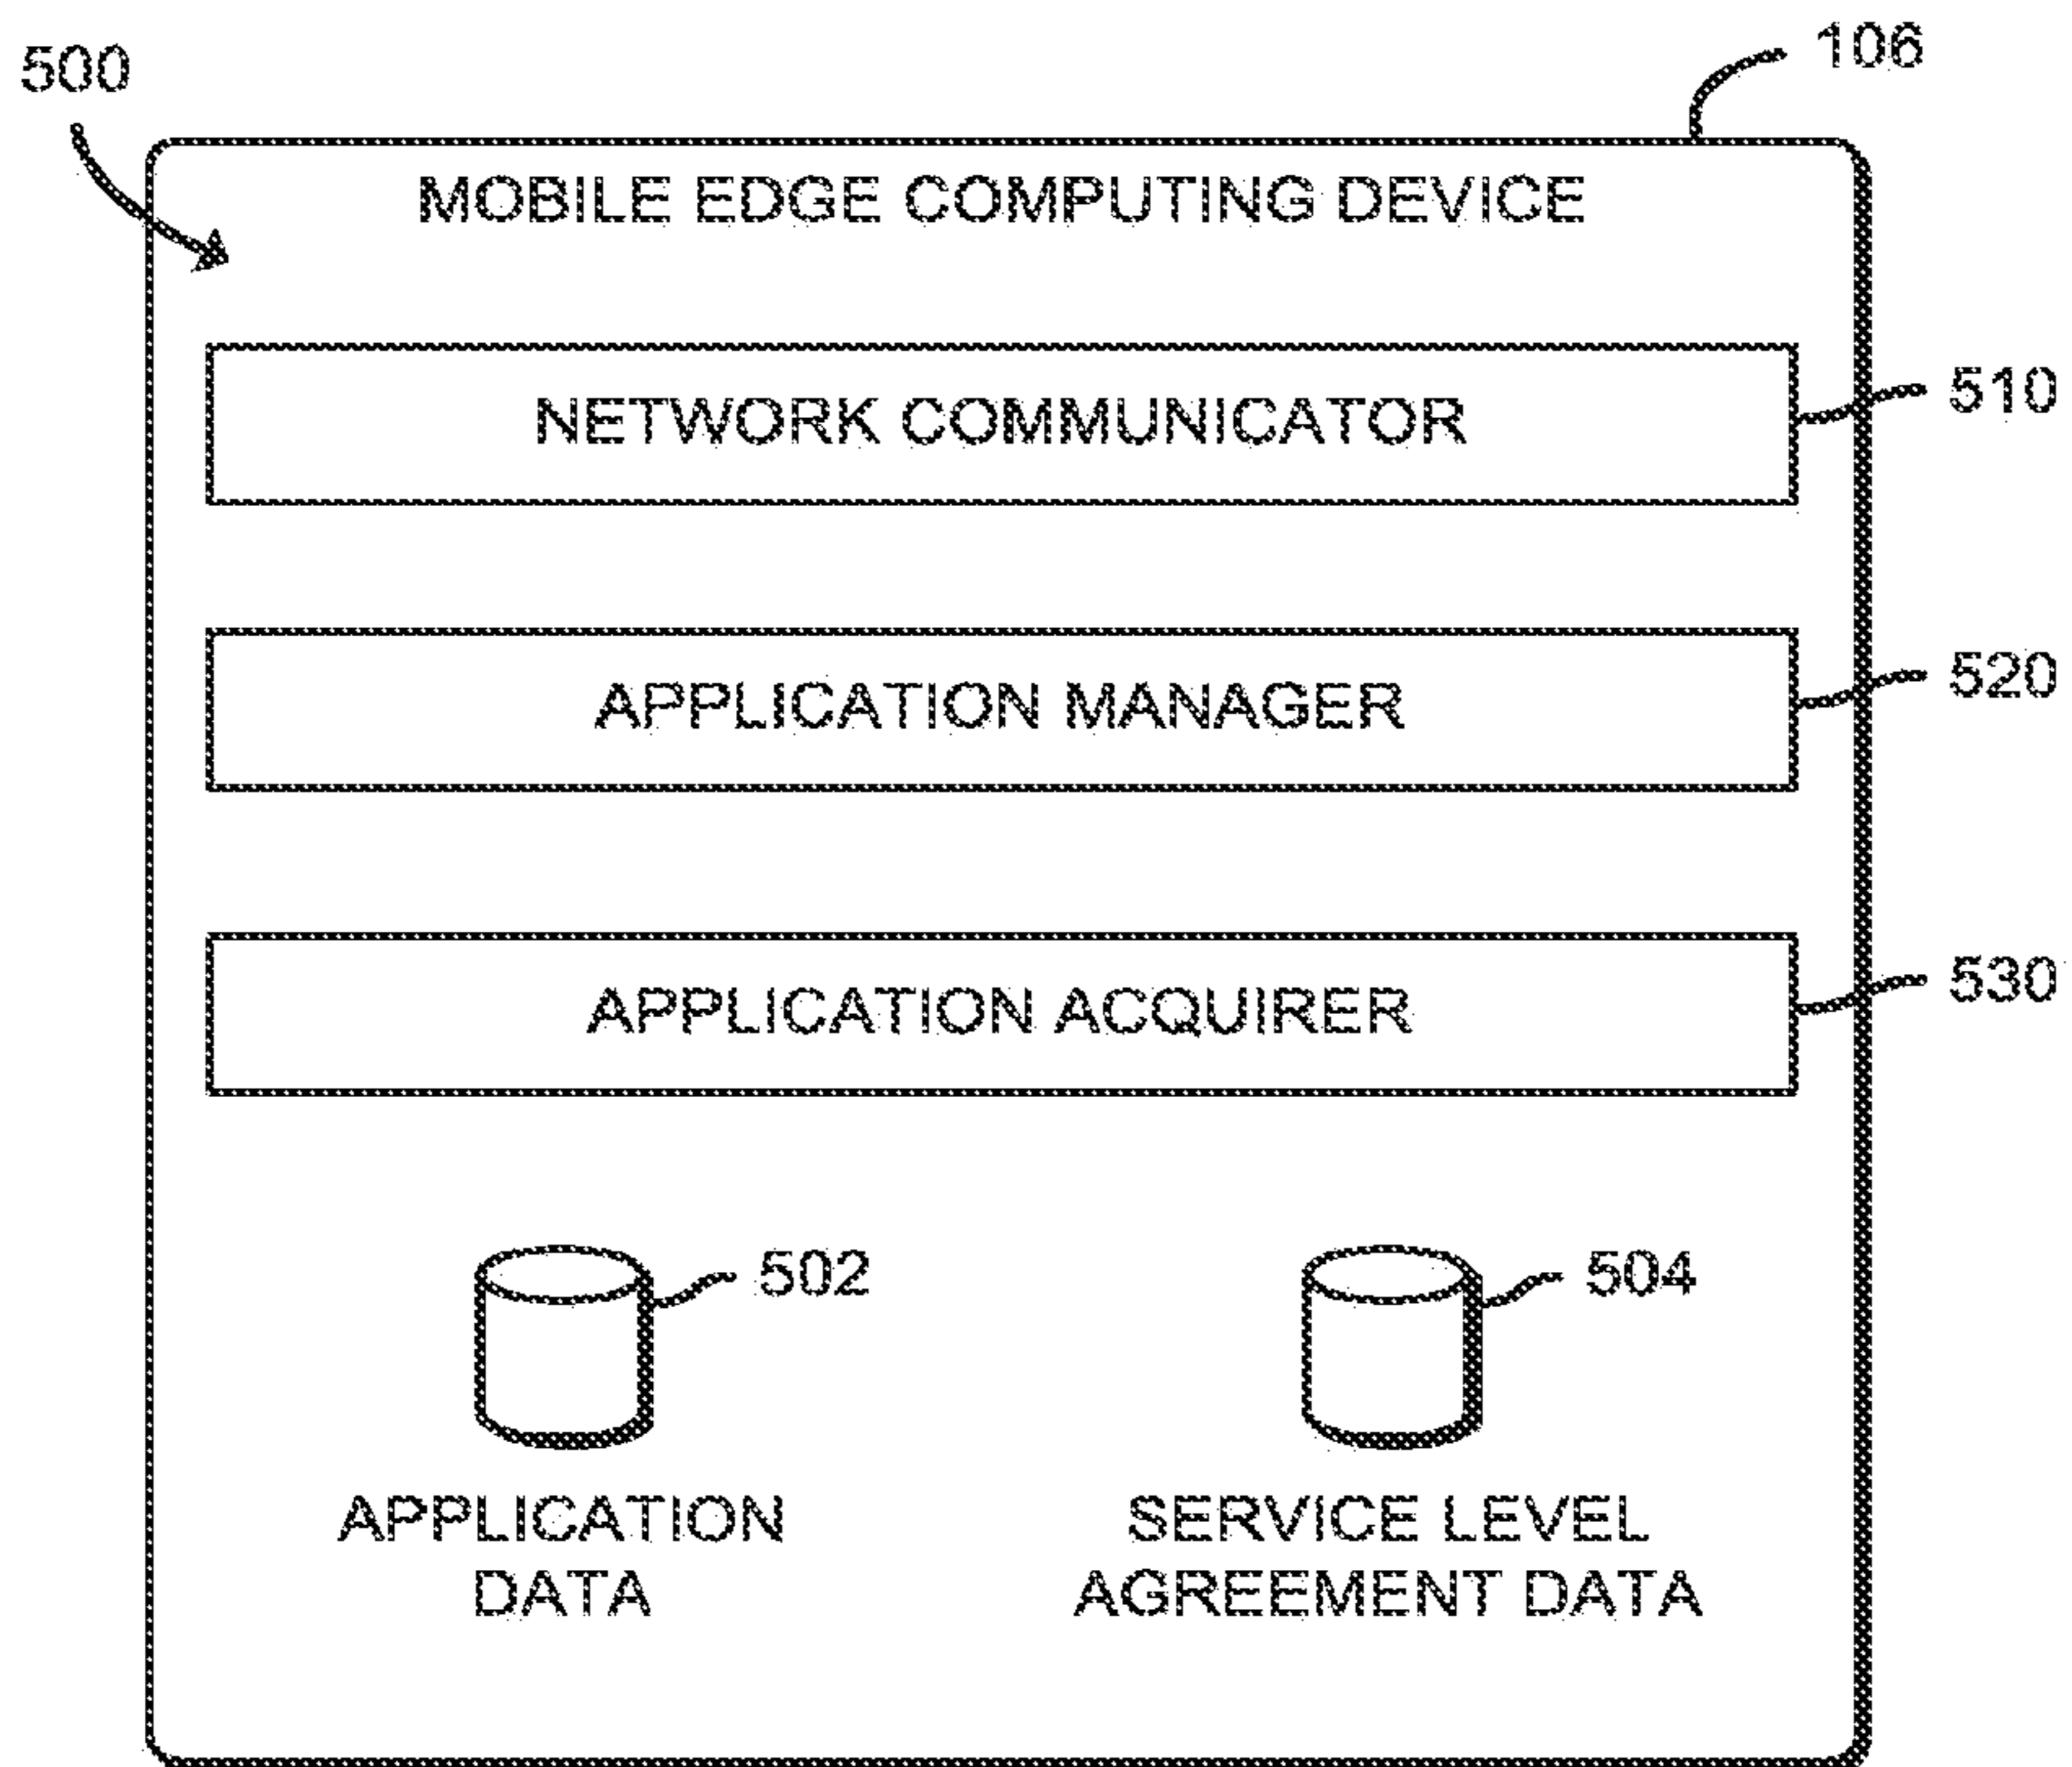 500
106
MOBILE EDGE COMPUTING DEVICE
NETWORK COMMUNICATOR
510
APPLICATION MANAGER
520
APPLICATION ACQUIRER
530
502
504
APPLICATION
DATA
SERVICE LEVEL
AGREEMENT DATA